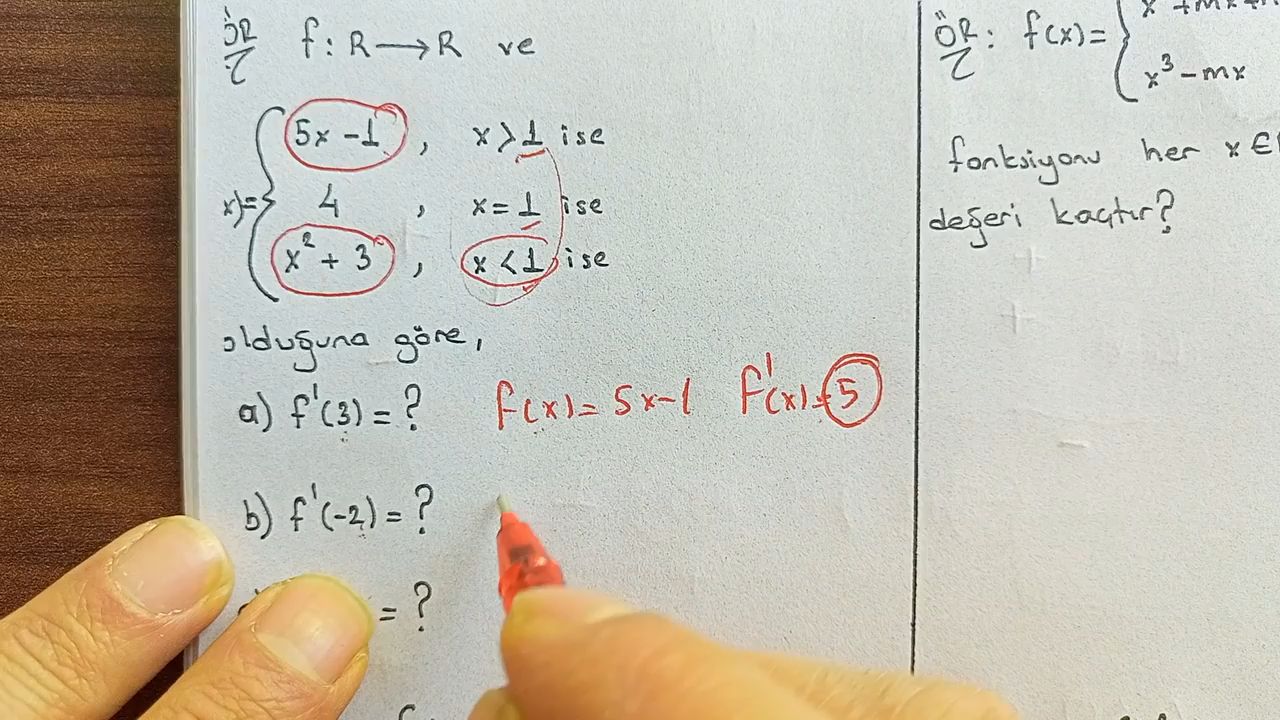 ÖR f: R→R ve
5x-1, x>1 ise
x)= 4, x=1 ise
x²+3, x<1 ise
olduğuna göre,
a) f'(3)=? f(x)=5x-1 f'(x)=5
b) f'(-2)=?
=?
ÖR: f(x)=
x³-mx
fonksiyonu her x∈
değeri kaçtır?